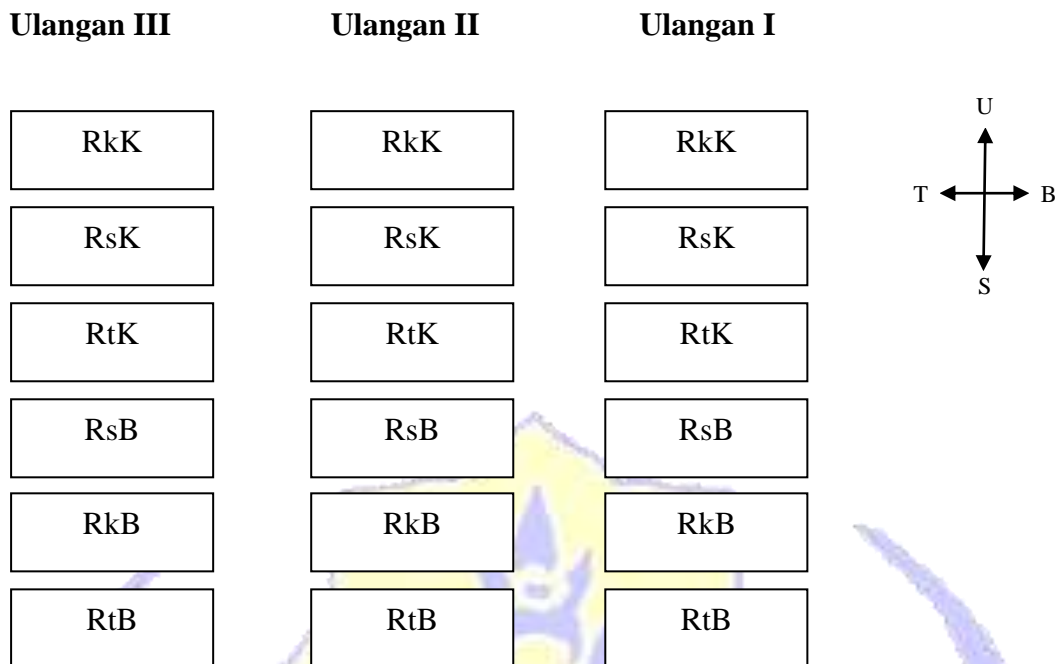 Ulangan III Ulangan II Ulangan I
U
RkK RkK RkK
T B
RsK RsK RsK
S
RtK RtK RtK
RsB RsB RsB
RkB RkB RkB
RtB RtB RtB